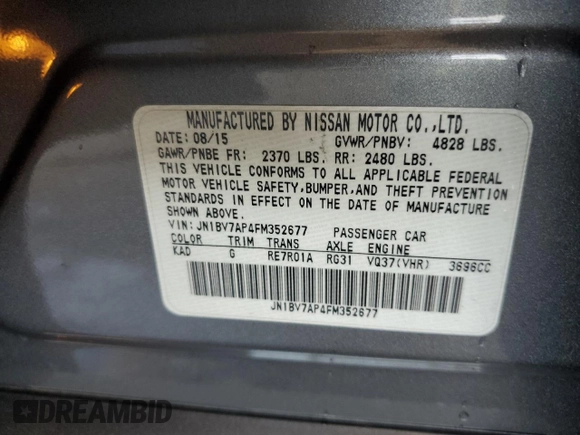 MANUFACTURED BY NISSAN MOTOR CO.,LTD.
DATE: 08/15 GVWR/PNBV: 4828 LBS.
GAWR/PNBE FR: 2370 LBS. RR: 2480 LBS.
THIS VEHICLE CONFORMS TO ALL APPLICABLE FEDERAL
MOTOR VEHICLE SAFETY,BUMPER,AND THEFT PREVENTION
STANDARDS IN EFFECT ON THE DATE OF MANUFACTURE
SHOWN ABOVE.
VIN: JN1BV7AP4FM352677 PASSENGER CAR
COLOR TRIM TRANS AXLE ENGINE
KAD G RE7R01A RG31 VQ37(VHR) 3696CC
JN1BV7AP4FM352677
DREAMBID